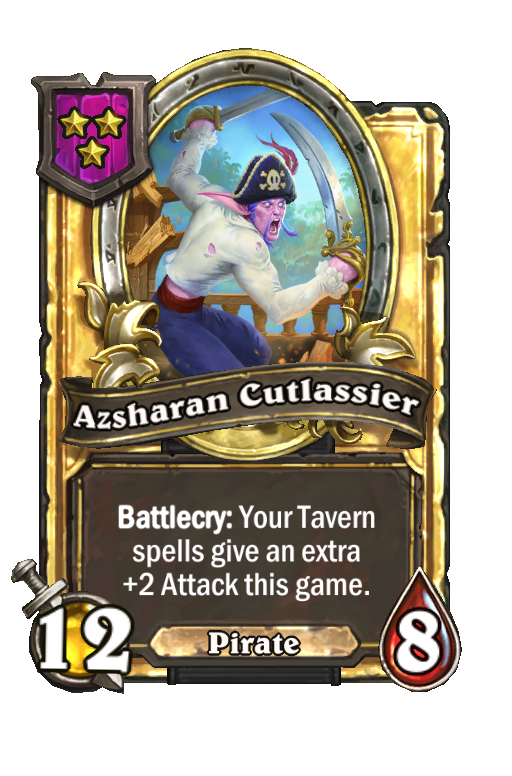 Azsharan Cutlassier
Battlecry: Your Tavern
spells give an extra
+2 Attack this game.
12
Pirate
8